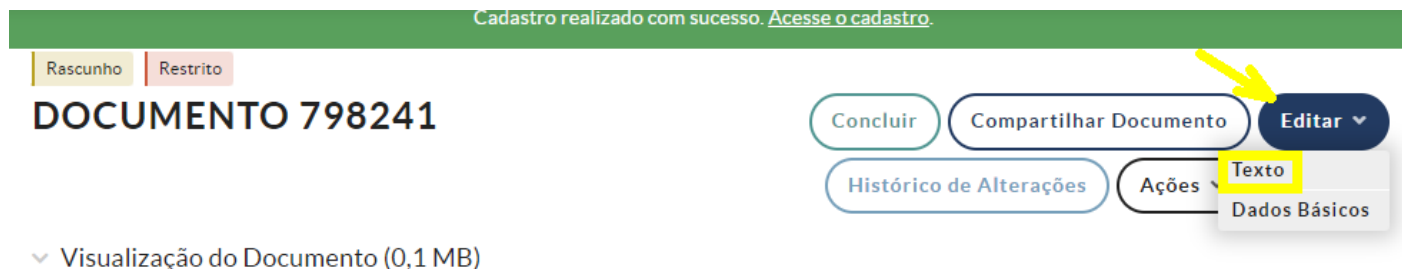 Cadastro realizado com sucesso. Acesse o cadastro.
Rascunho Restrito
DOCUMENTO 798241
Concluir Compartilhar Documento Editar
Histórico de Alterações Ações
Texto
Dados Básicos
Visualização do Documento (0,1 MB)